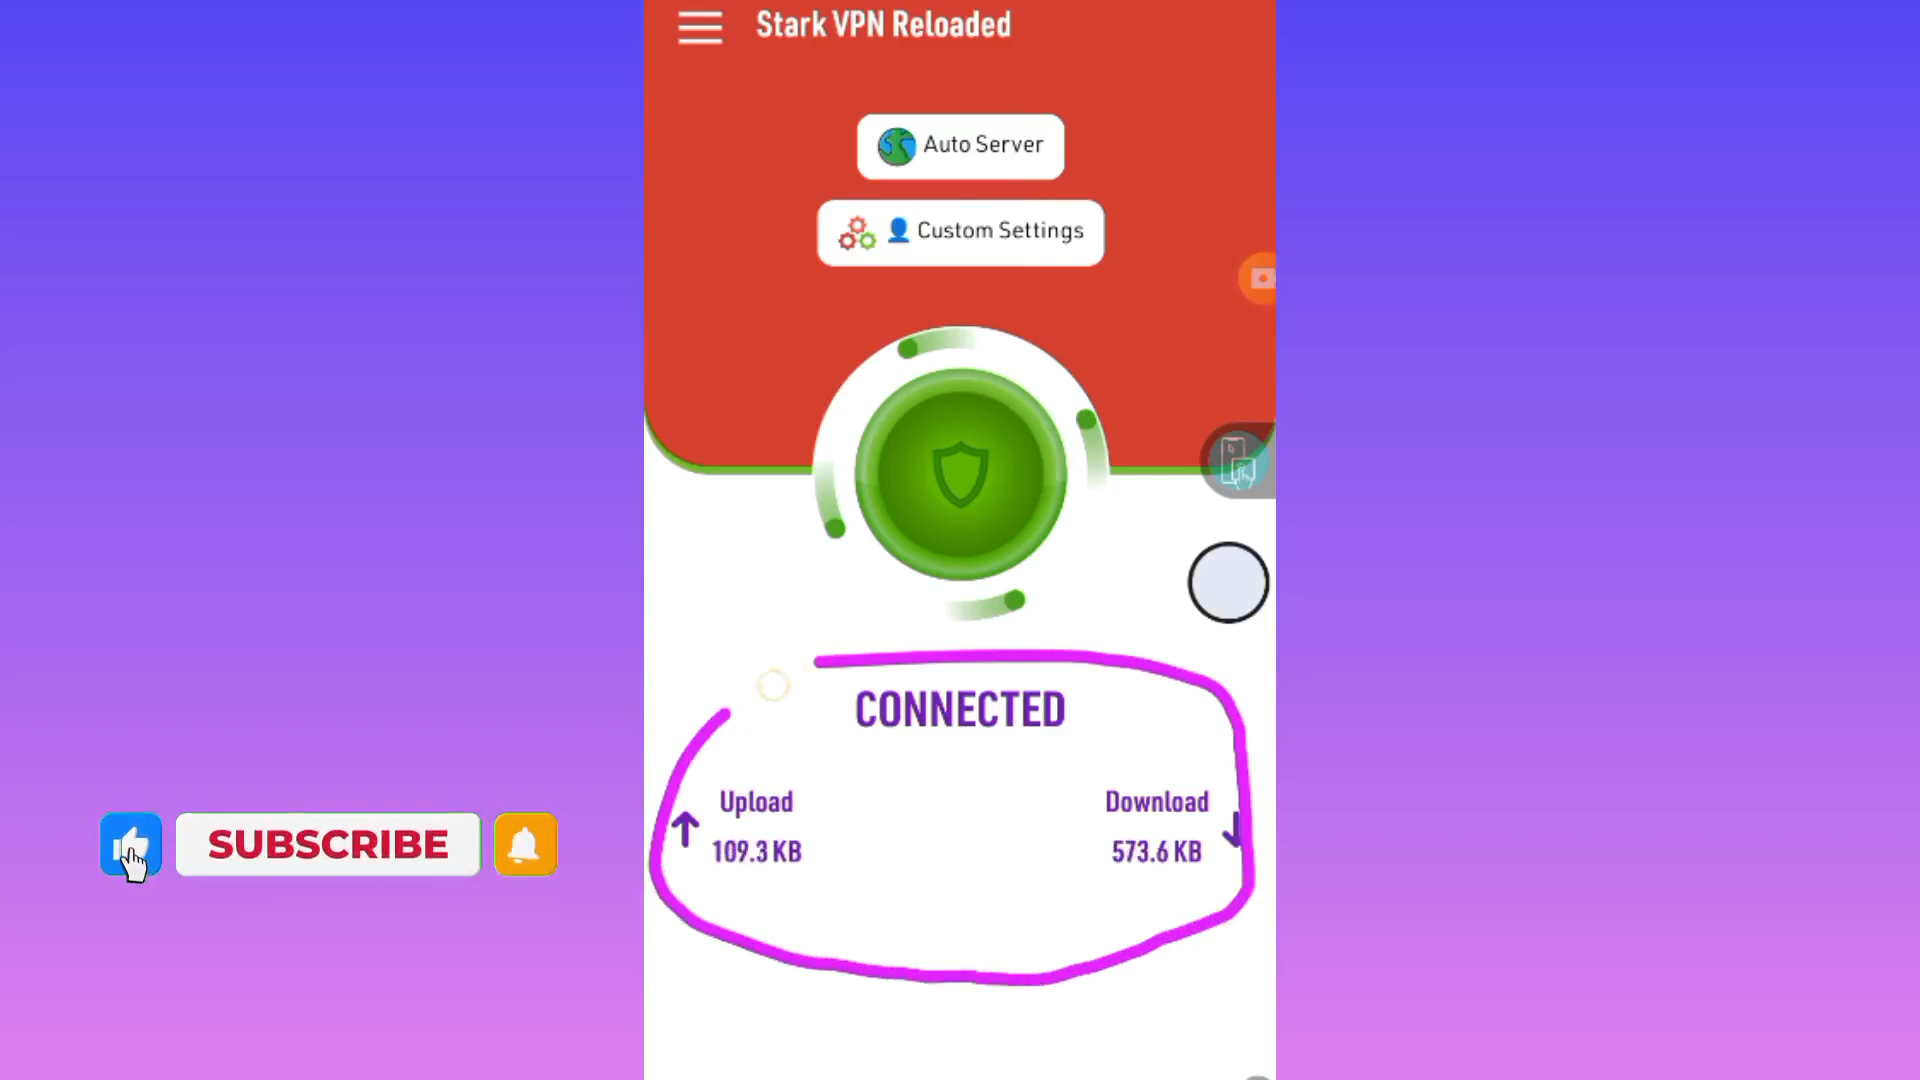 Stark VPN Reloaded
Auto Server
Custom Settings
CONNECTED
Upload
109.3 KB
Download
573.6 KB
SUBSCRIBE